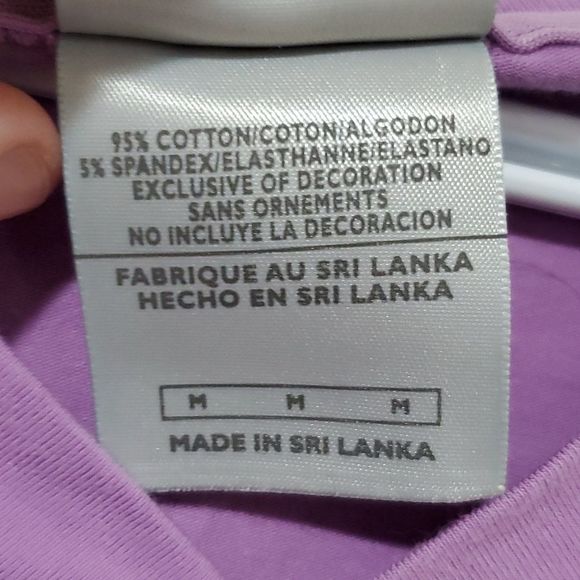 95% COTTON/COTON/ALGODON
5% SPANDEX/ELASTHANNE/ELASTANO
EXCLUSIVE OF DECORATION
SANS ORNEMENTS
NO INCLUYE LA DECORACION
FABRIQUE AU SRI LANKA
HECHO EN SRI LANKA
M M M
MADE IN SRI LANKA